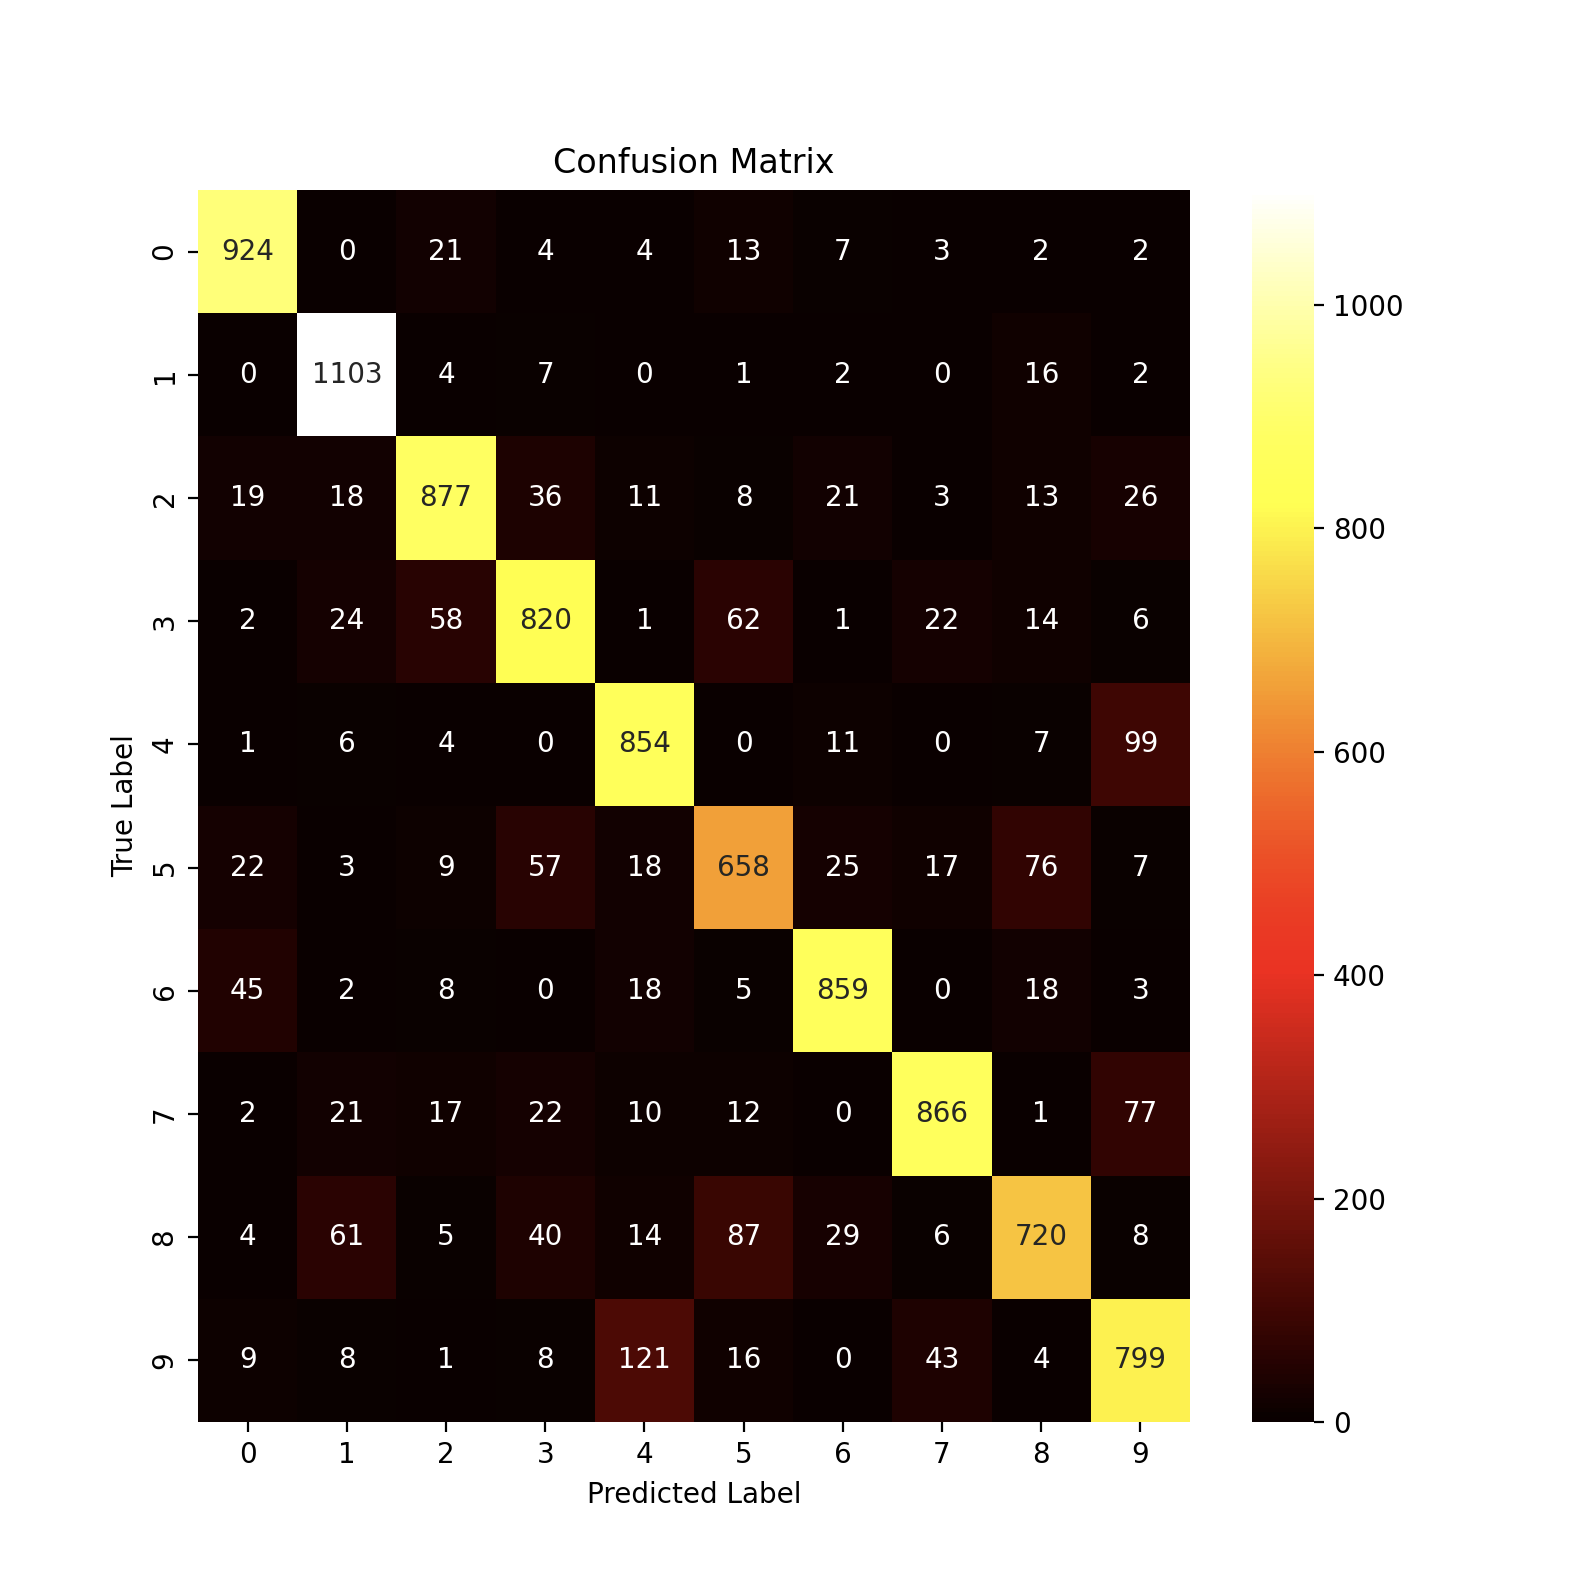 Confusion Matrix
0 924 0 21 4 4 13 7 3 2 2
1 0 1103 4 7 0 1 2 0 16 2
2 19 18 877 36 11 8 21 3 13 26
3 2 24 58 820 1 62 1 22 14 6
4 1 6 4 0 854 0 11 0 7 99
5 22 3 9 57 18 658 25 17 76 7
6 45 2 8 0 18 5 859 0 18 3
7 2 21 17 22 10 12 0 866 1 77
8 4 61 5 40 14 87 29 6 720 8
9 9 8 1 8 121 16 0 43 4 799
0 1 2 3 4 5 6 7 8 9
Predicted Label
True Label
1000
800
600
400
200
0